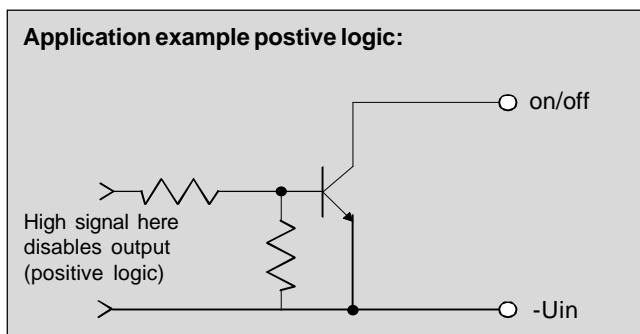 Application example postive logic:
on/off
High signal here
disables output
(positive logic)
-Uin